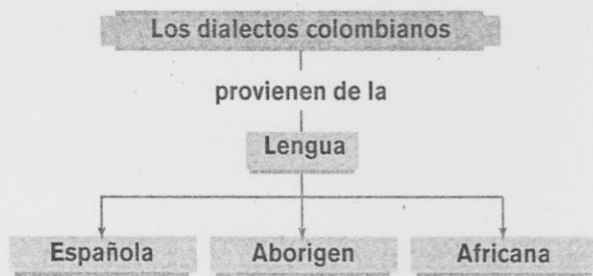 Los dialectos colombianos
provienen de la
Lengua
Española Aborigen Africana